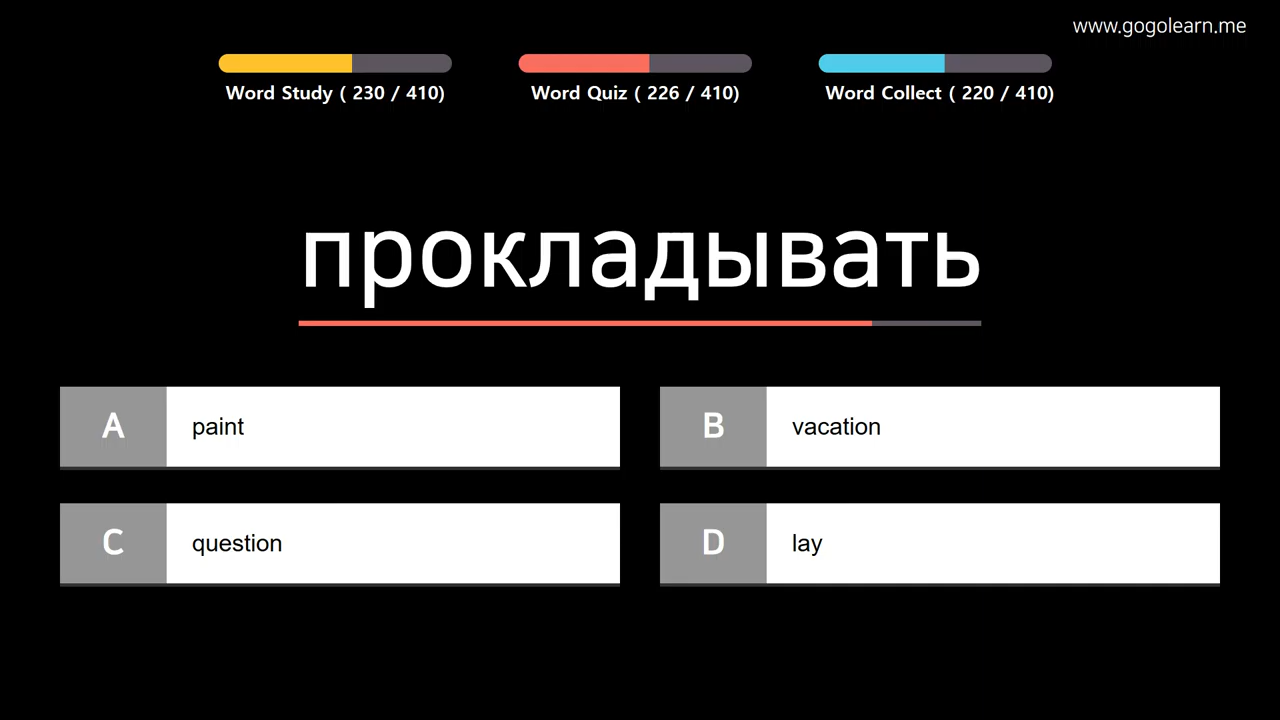 www.gogolearn.me
Word Study ( 230 / 410)
Word Quiz ( 226 / 410)
Word Collect ( 220 / 410)
прокладывать
A paint
B vacation
C question
D lay